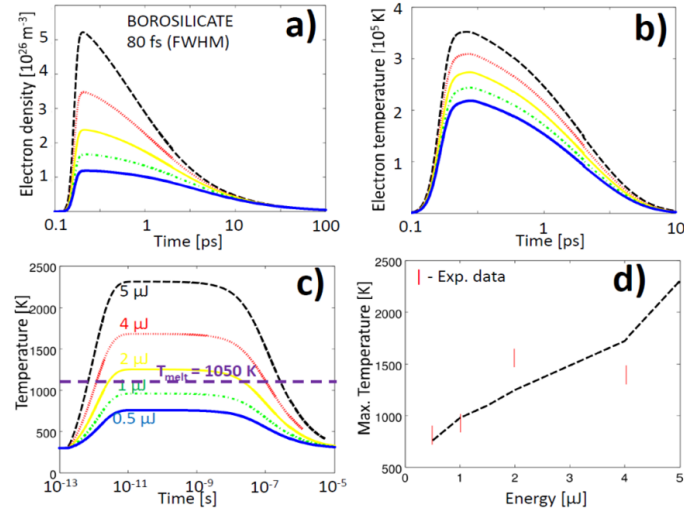 BOROSILICATE
80 fs (FWHM)
a)
Electron density [10²⁶ m⁻³]
5
4
3
2
1
0.1 1 10 100
Time [ps]
b)
Electron temperature [10⁵ K]
4
3
2
1
0.1 1 10
Time [ps]
c)
Temperature [K]
2500
2000
1500
1000
500
5 µJ
4 µJ
2 µJ
T_melt = 1050 K
1 µJ
0.5 µJ
10⁻¹³ 10⁻¹¹ 10⁻⁹ 10⁻⁷ 10⁻⁵
Time [s]
d)
- Exp. data
Max. Temperature [K]
2500
2000
1500
1000
500
0 1 2 3 4 5
Energy [µJ]